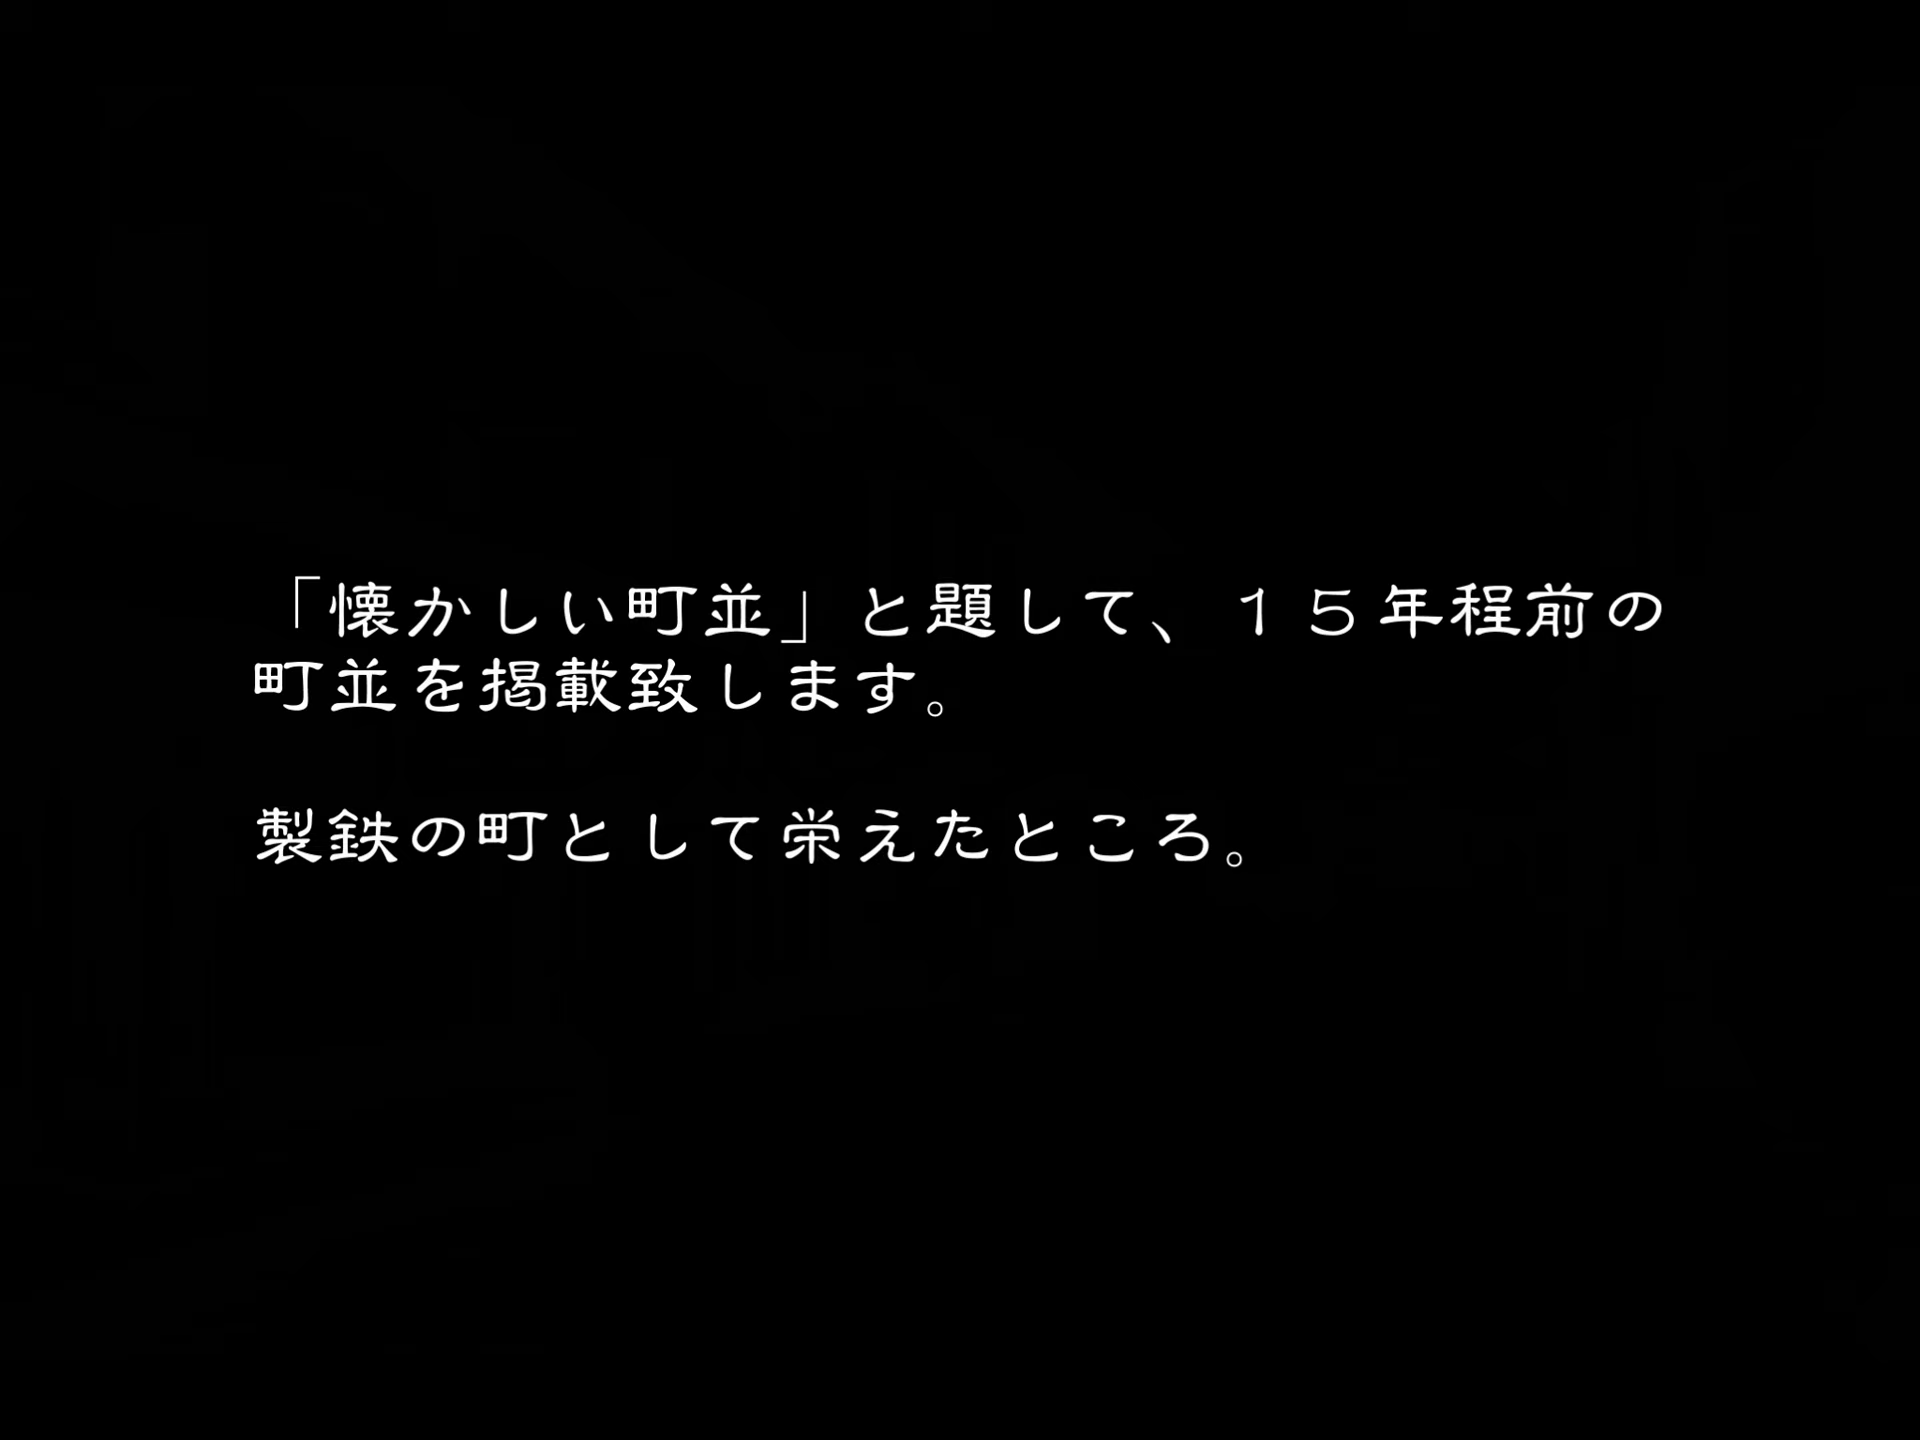 「懐かしい町並」と題して、１５年程前の
町並を掲載致します。
製鉄の町として栄えたところ。